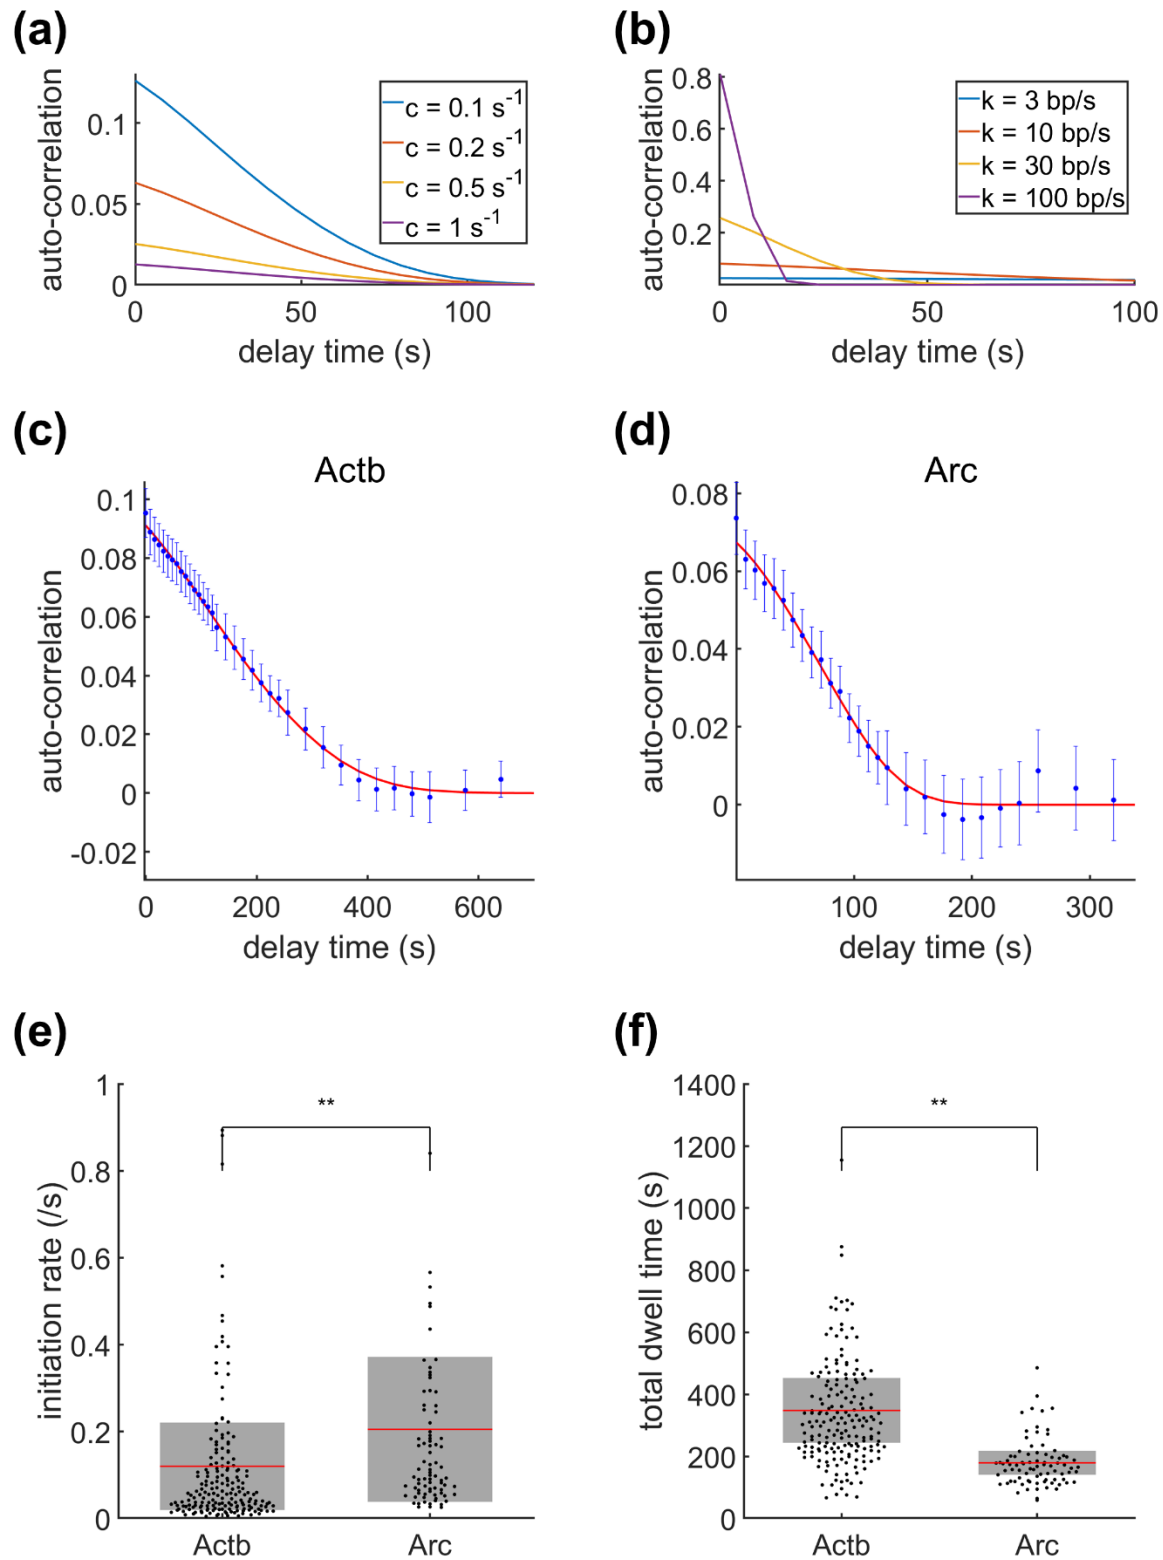 (a)
auto-correlation
0.1
0.05
0
0
50
100
delay time (s)
c = 0.1 s⁻¹
c = 0.2 s⁻¹
c = 0.5 s⁻¹
c = 1 s⁻¹
(b)
auto-correlation
0.8
0.6
0.4
0.2
0
50
100
delay time (s)
k = 3 bp/s
k = 10 bp/s
k = 30 bp/s
k = 100 bp/s
(c)
Actb
auto-correlation
0.1
0.08
0.06
0.04
0.02
0
-0.02
0
200
400
600
delay time (s)
(d)
Arc
auto-correlation
0.08
0.06
0.04
0.02
0
100
200
300
delay time (s)
(e)
initiation rate (/s)
1
0.8
0.6
0.4
0.2
0
**
Actb
Arc
(f)
total dwell time (s)
1400
1200
1000
800
600
400
200
0
**
Actb
Arc